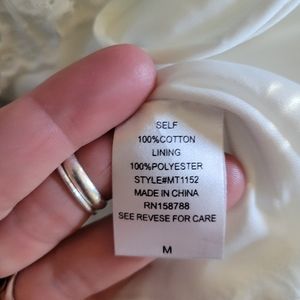 SELF
100%COTTON
LINING
100%POLYESTER
STYLE#MT1152
MADE IN CHINA
RN158788
SEE REVESE FOR CARE
M